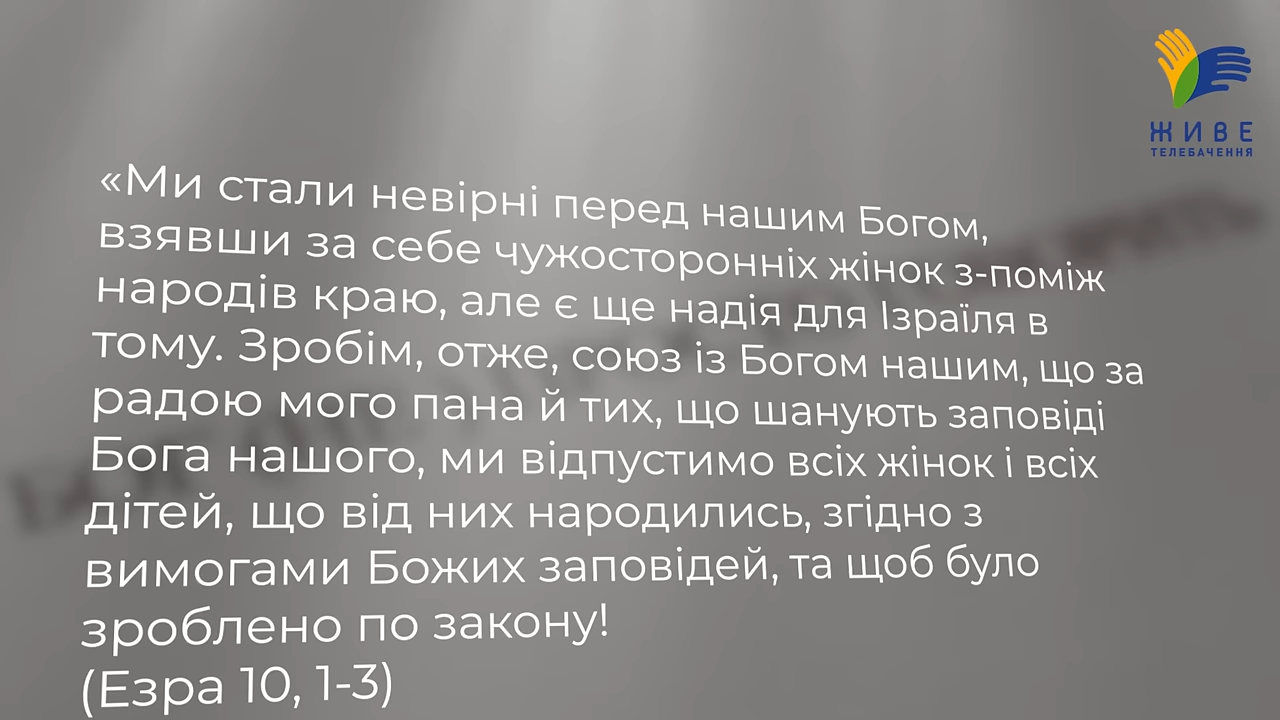 ЖИВЕ
ТЕЛЕБАЧЕННЯ
«Ми стали невірні перед нашим Богом,
взявши за себе чужосторонніх жінок з-поміж
народів краю, але є ще надія для Ізраїля в
тому. Зробім, отже, союз із Богом нашим, що за
радою мого пана й тих, що шанують заповіді
Бога нашого, ми відпустимо всіх жінок і всіх
дітей, що від них народились, згідно з
вимогами Божих заповідей, та щоб було
зроблено по закону!
(Езра 10, 1-3)